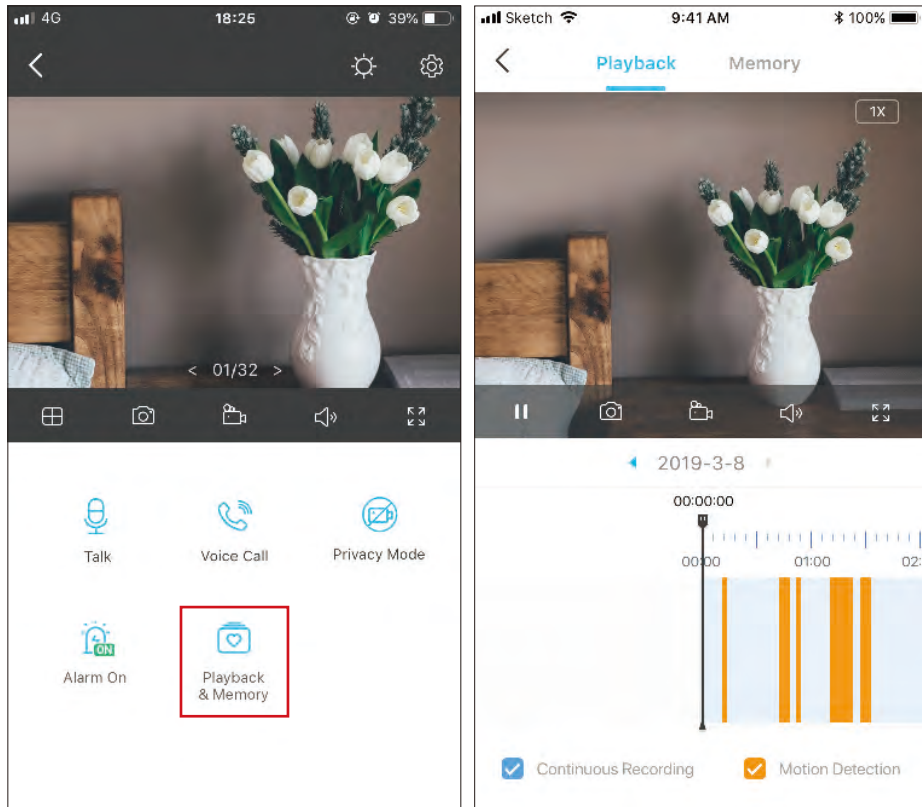 4G 18:25 39%
< 01/32 >
Talk Voice Call Privacy Mode
ON
Alarm On Playback
& Memory
Sketch 9:41 AM 100%
Playback Memory
1X
2019-3-8
00:00:00
00:00 01:00 02:
Continuous Recording Motion Detection